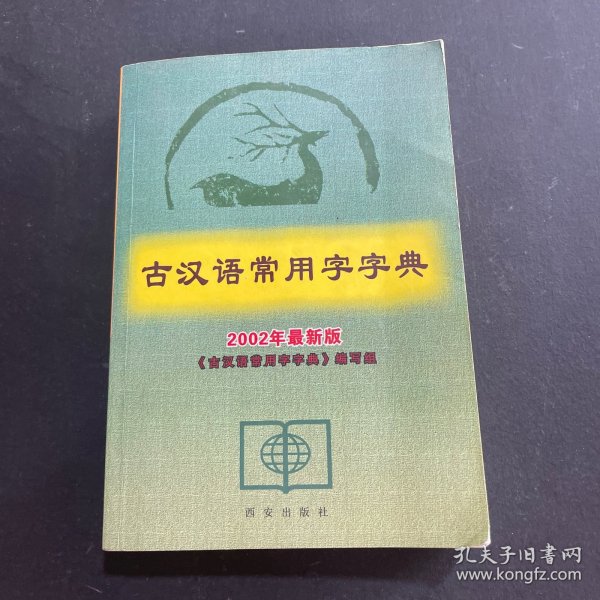 古汉语常用字字典
2002年最新版
《古汉语常用字字典》编写组
西安出版社
孔夫子旧书网
www.kongfz.com